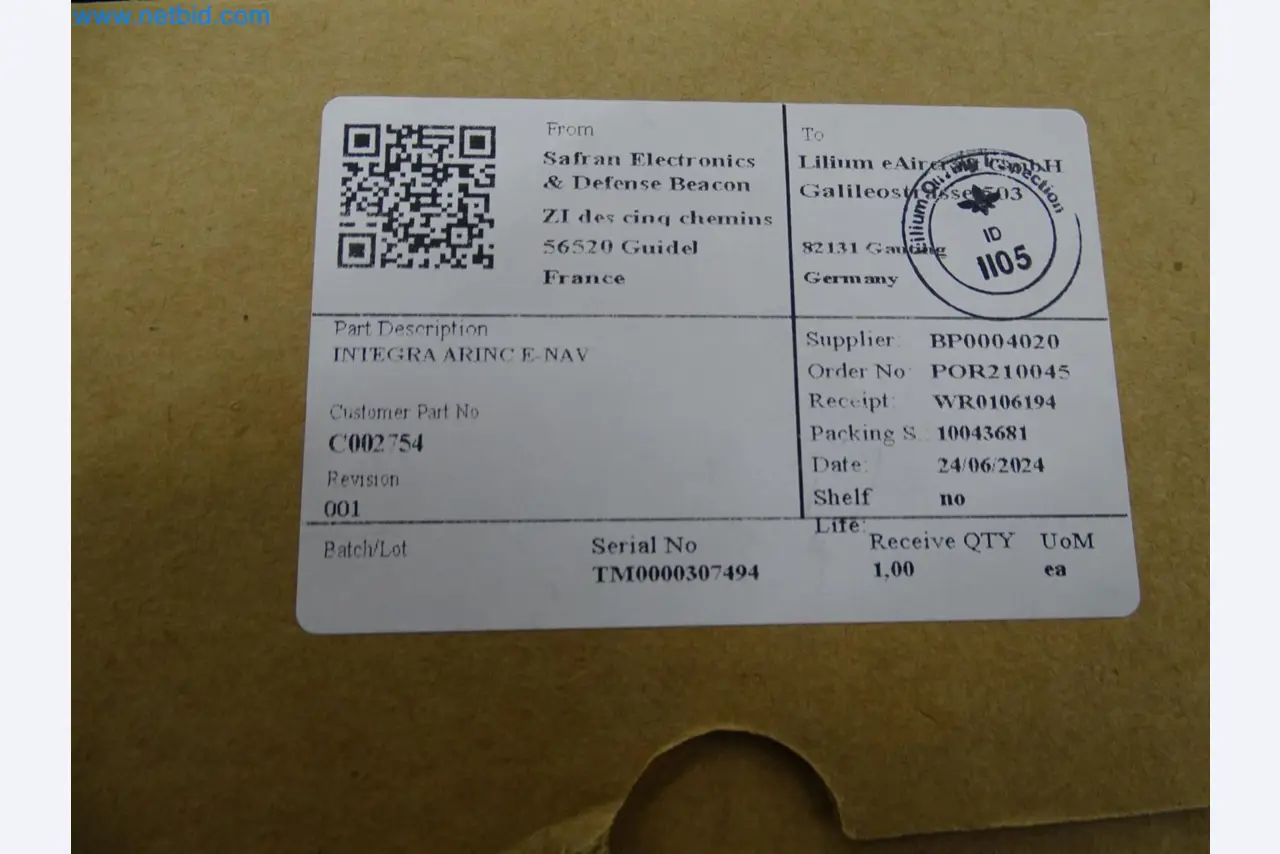 www.netbid.com
From
Safran Electronics
& Defense Beacon
ZI des cinq chemins
56520 Guidel
France
To
Lilium eAircraft GmbH
Galileostrasse 503
82131 Gauting
Germany
Lilium Quality Inspection
ID
1105
Part Description
INTEGRA ARINC E-NAV
Customer Part No
C002754
Revision
001
Supplier: BP0004020
Order No: POR210045
Receipt: WR0106194
Packing S.: 10043681
Date: 24/06/2024
Shelf no
Life:
Batch/Lot
Serial No
TM0000307494
Receive QTY UoM
1,00 ea